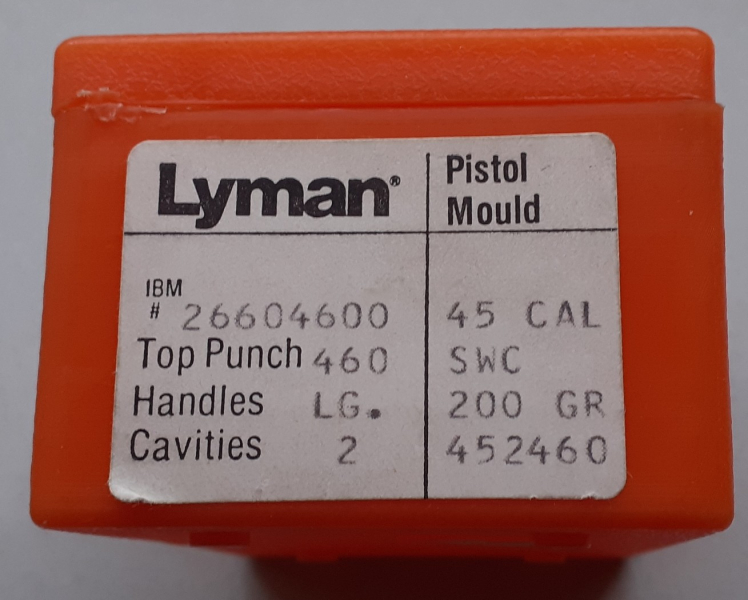 Lyman®
Pistol
Mould
IBM
# 26604600
Top Punch 460
Handles LG.
Cavities 2
45 CAL
SWC
200 GR
452460